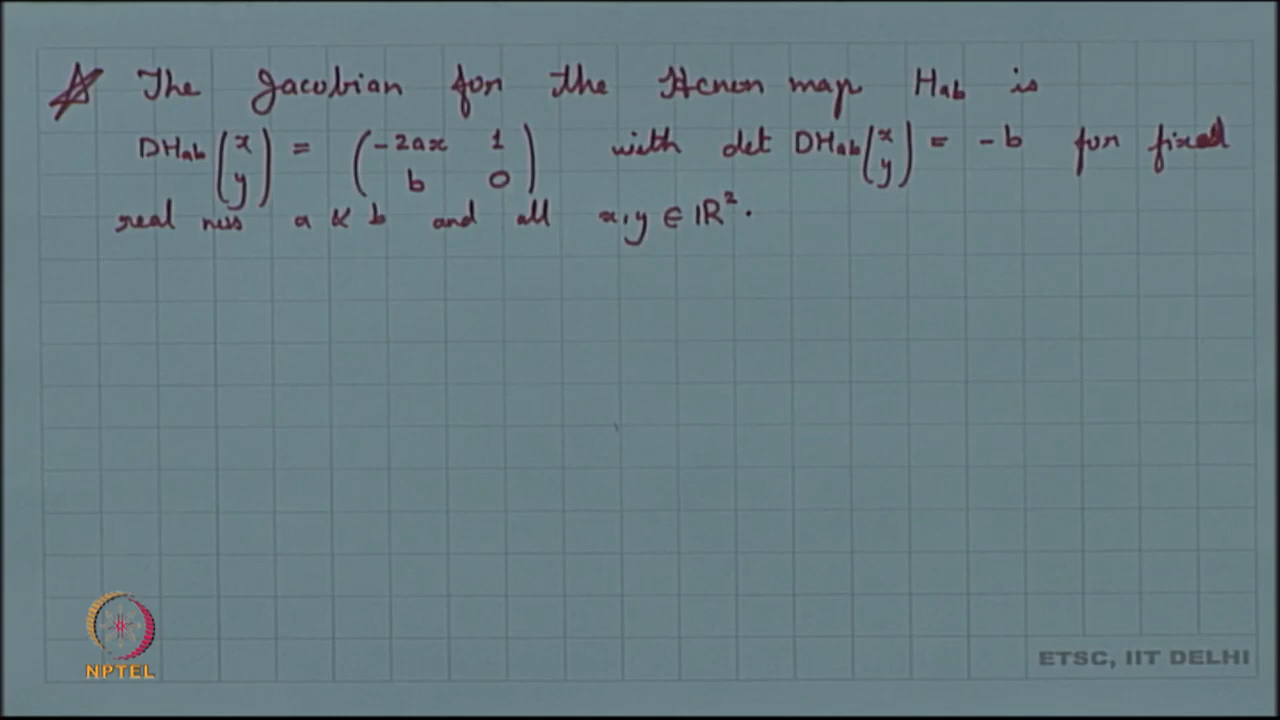 The Jacobian for the Henon map Hab is
DHab (x y) = (-2ax 1 b 0) with det DHab (x y) = -b for fixed
real nos a & b and all x,y ∈ ℝ².
NPTEL
ETSC, IIT DELHI